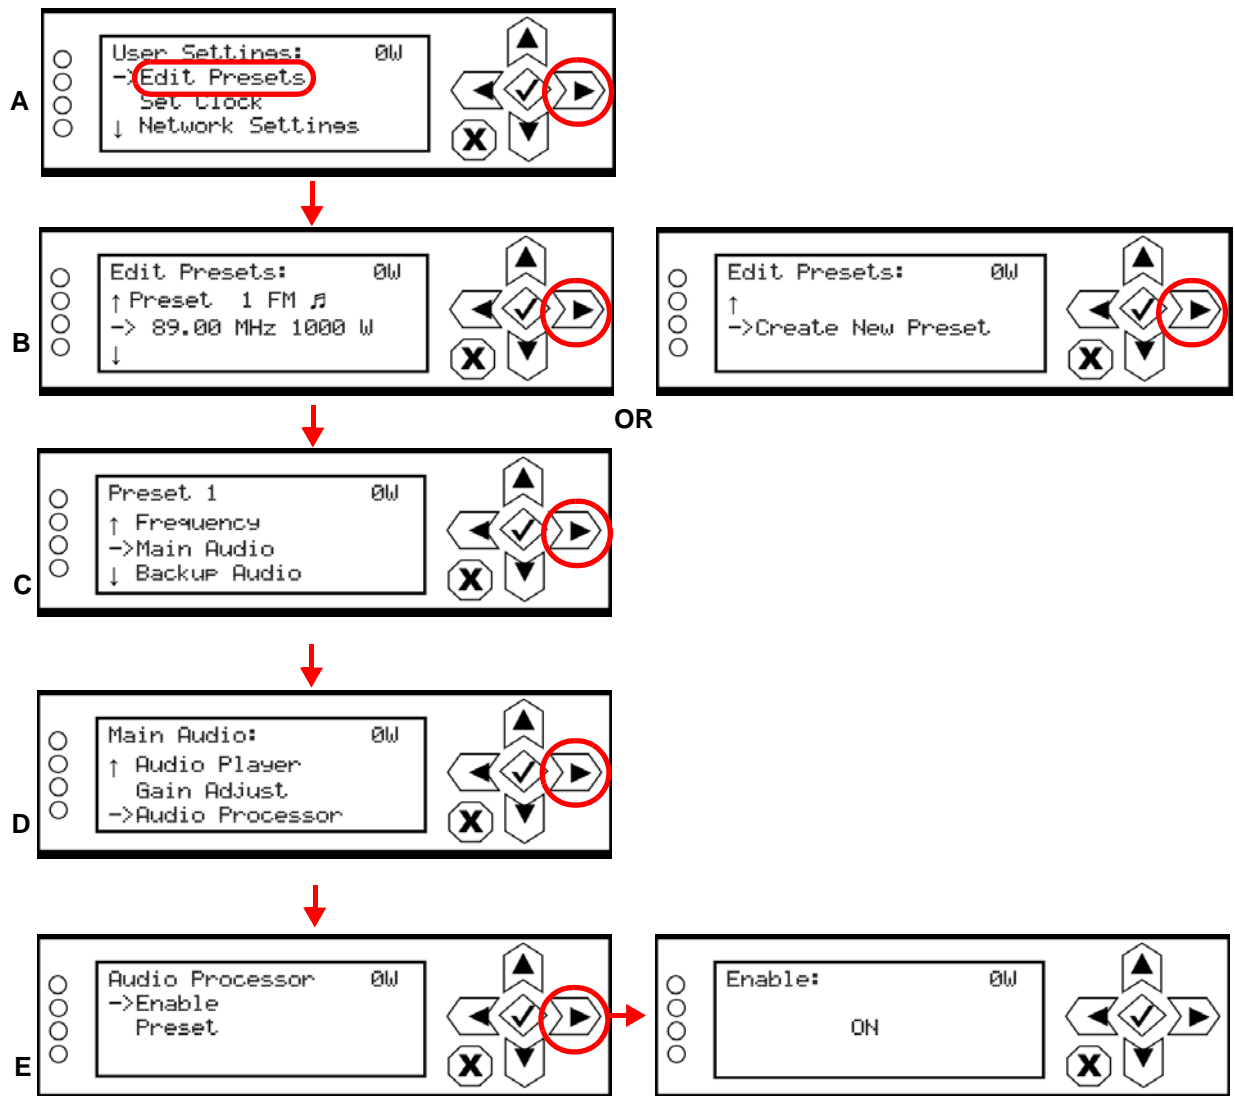 A
User Settings: 0W
->Edit Presets
Set Clock
↓ Network Settings
X
B
Edit Presets: 0W
↑ Preset 1 FM ♬
-> 89.00 MHz 1000 W
↓
X
OR
Edit Presets: 0W
↑
->Create New Preset
X
C
Preset 1 0W
↑ Frequency
->Main Audio
↓ Backup Audio
X
D
Main Audio: 0W
↑ Audio Player
Gain Adjust
->Audio Processor
X
E
Audio Processor 0W
->Enable
Preset
X
Enable: 0W
ON
X